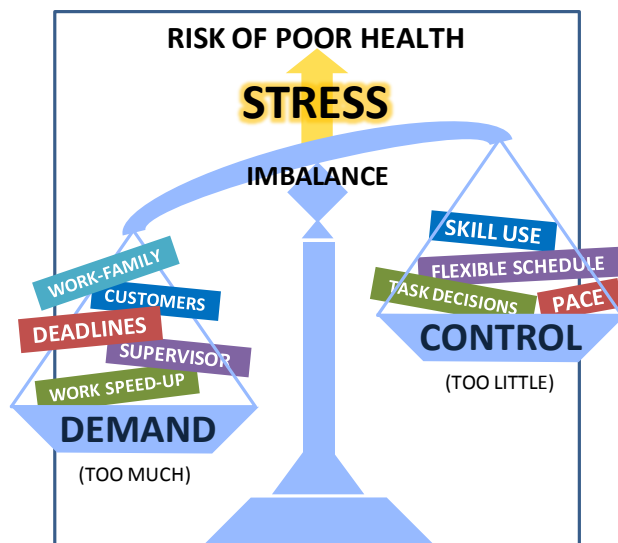 RISK OF POOR HEALTH
STRESS
IMBALANCE
WORK-FAMILY
CUSTOMERS
DEADLINES
SUPERVISOR
WORK SPEED-UP
DEMAND
(TOO MUCH)
SKILL USE
FLEXIBLE SCHEDULE
TASK DECISIONS
PACE
CONTROL
(TOO LITTLE)